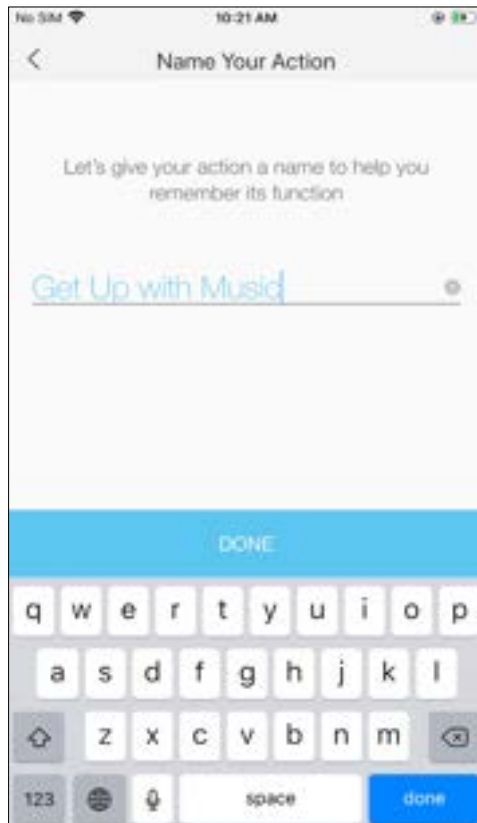 No SIM 10:21 AM
Name Your Action
Let's give your action a name to help you
remember its function
Get Up with Music
DONE
q w e r t y u i o p
a s d f g h j k l
z x c v b n m
123 space done